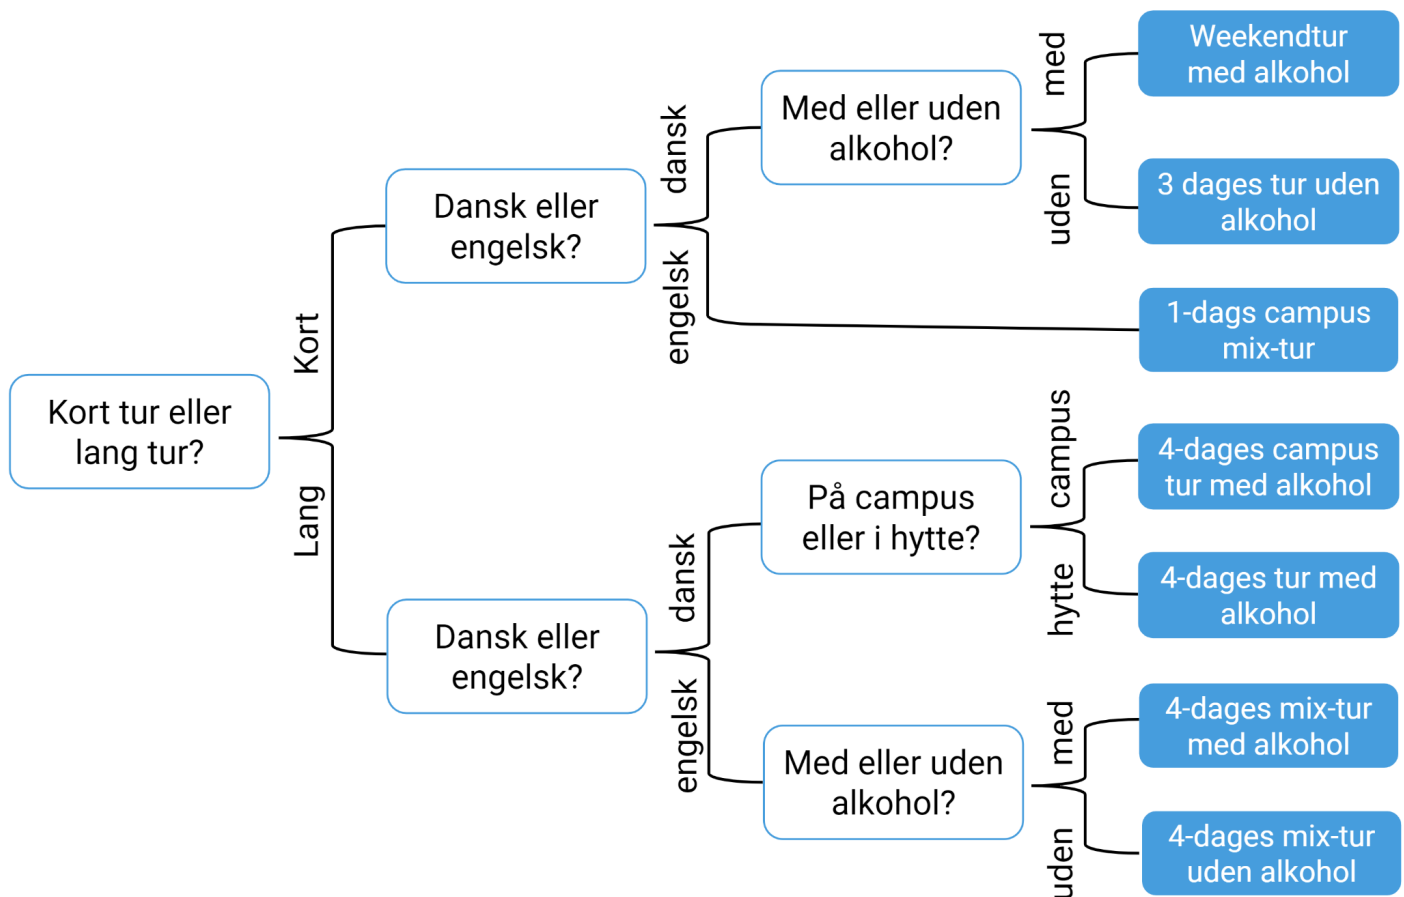 Kort tur eller
lang tur?
Kort
Lang
Dansk eller
engelsk?
dansk
engelsk
Med eller uden
alkohol?
med
uden
Weekendtur
med alkohol
3 dages tur uden
alkohol
1-dags campus
mix-tur
Dansk eller
engelsk?
dansk
engelsk
På campus
eller i hytte?
campus
hytte
4-dages campus
tur med alkohol
4-dages tur med
alkohol
Med eller uden
alkohol?
med
uden
4-dages mix-tur
med alkohol
4-dages mix-tur
uden alkohol